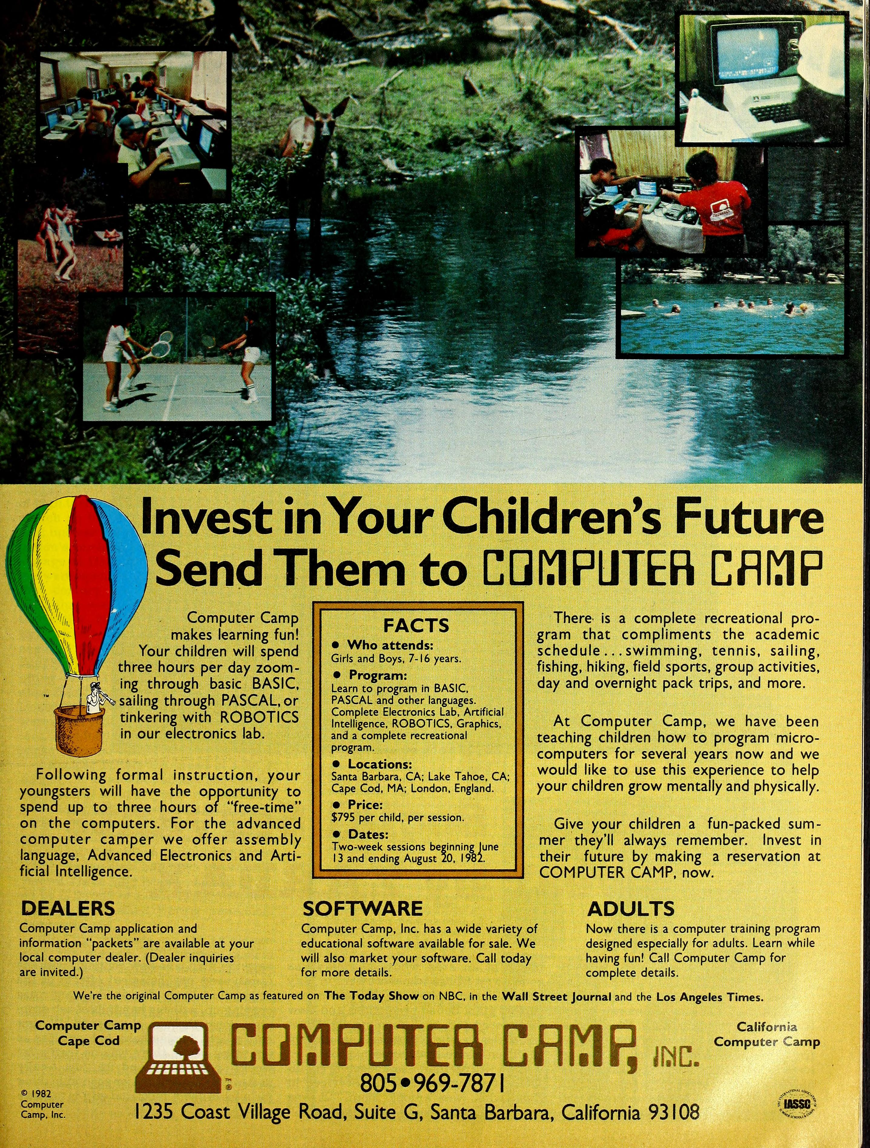 Invest in Your Children's Future
Send Them to COMPUTER CAMP
Computer Camp
makes learning fun!
Your children will spend
three hours per day zoom-
ing through basic BASIC,
sailing through PASCAL, or
tinkering with ROBOTICS
in our electronics lab.
Following formal instruction, your
youngsters will have the opportunity to
spend up to three hours of “free-time”
on the computers. For the advanced
computer camper we offer assembly
language, Advanced Electronics and Arti-
ficial Intelligence.
TM
FACTS
• Who attends:
Girls and Boys, 7-16 years.
• Program:
Learn to program in BASIC,
PASCAL and other languages.
Complete Electronics Lab, Artificial
Intelligence, ROBOTICS, Graphics,
and a complete recreational
program.
• Locations:
Santa Barbara, CA; Lake Tahoe, CA;
Cape Cod, MA; London, England.
• Price:
$795 per child, per session.
• Dates:
Two-week sessions beginning June
13 and ending August 20, 1982.
There is a complete recreational pro-
gram that compliments the academic
schedule...swimming, tennis, sailing,
fishing, hiking, field sports, group activities,
day and overnight pack trips, and more.
At Computer Camp, we have been
teaching children how to program micro-
computers for several years now and we
would like to use this experience to help
your children grow mentally and physically.
Give your children a fun-packed sum-
mer they'll always remember. Invest in
their future by making a reservation at
COMPUTER CAMP, now.
DEALERS
Computer Camp application and
information “packets” are available at your
local computer dealer. (Dealer inquiries
are invited.)
SOFTWARE
Computer Camp, Inc. has a wide variety of
educational software available for sale. We
will also market your software. Call today
for more details.
ADULTS
Now there is a computer training program
designed especially for adults. Learn while
having fun! Call Computer Camp for
complete details.
We're the original Computer Camp as featured on The Today Show on NBC, in the Wall Street Journal and the Los Angeles Times.
Computer Camp
Cape Cod
TM
®
COMPUTER CAMP, INC.
California
Computer Camp
805•969-7871
1235 Coast Village Road, Suite G, Santa Barbara, California 93108
© 1982
Computer
Camp, Inc.
IASSC